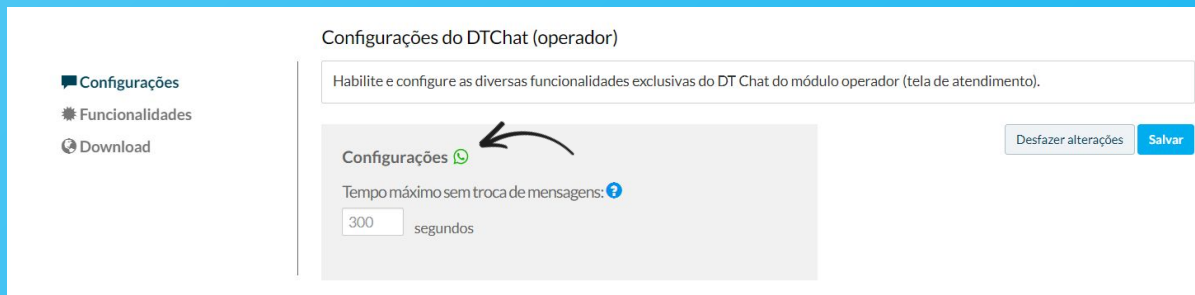 Configurações do DTChat (operador)
Configurações
Funcionalidades
Download
Habilite e configure as diversas funcionalidades exclusivas do DT Chat do módulo operador (tela de atendimento).
Desfazer alterações
Salvar
Configurações
Tempo máximo sem troca de mensagens: ?
300 segundos